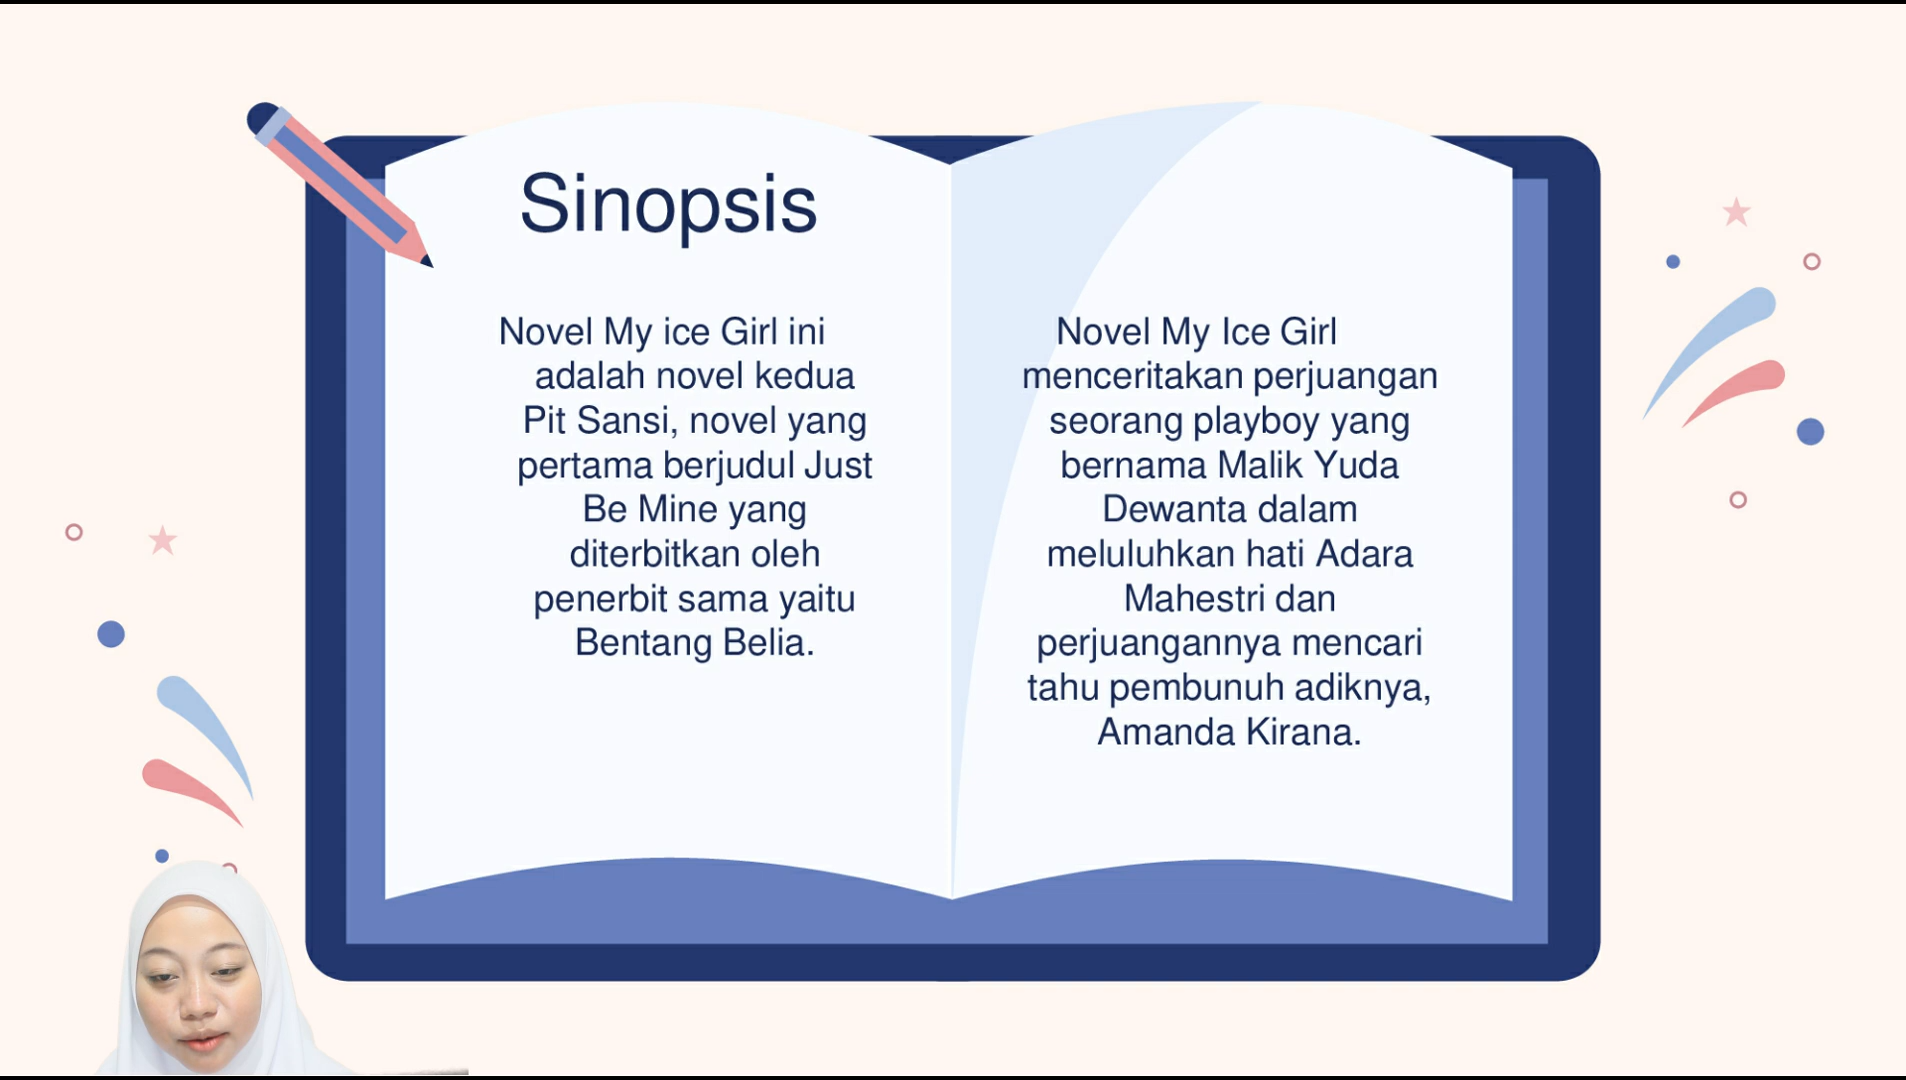 Sinopsis
Novel My ice Girl ini
adalah novel kedua
Pit Sansi, novel yang
pertama berjudul Just
Be Mine yang
diterbitkan oleh
penerbit sama yaitu
Bentang Belia.
Novel My Ice Girl
menceritakan perjuangan
seorang playboy yang
bernama Malik Yuda
Dewanta dalam
meluluhkan hati Adara
Mahestri dan
perjuangannya mencari
tahu pembunuh adiknya,
Amanda Kirana.